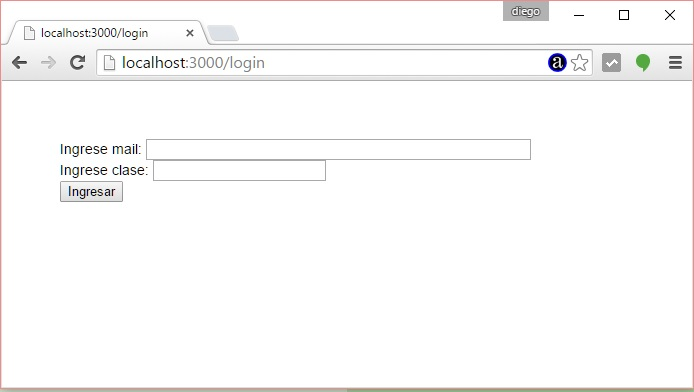 diego
localhost:3000/login
localhost:3000/login
a
Ingrese mail:
Ingrese clase:
Ingresar